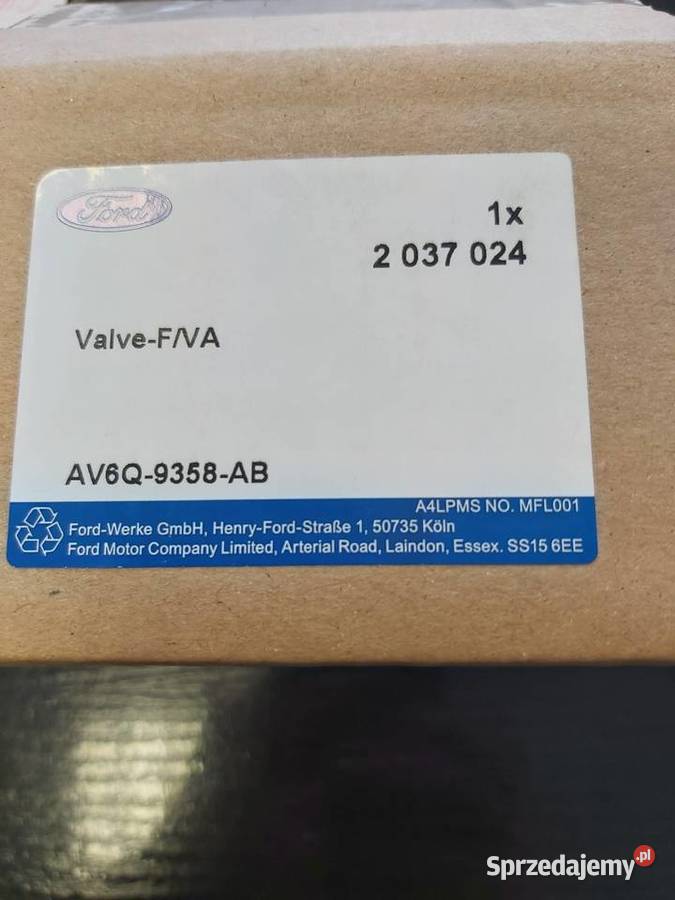 Ford
1x
2 037 024
Valve-F/VA
AV6Q-9358-AB
A4LPMS NO. MFL001
Ford-Werke GmbH, Henry-Ford-Straße 1, 50735 Köln
Ford Motor Company Limited, Arterial Road, Laindon, Essex. SS15 6EE
Sprzedajemy.pl